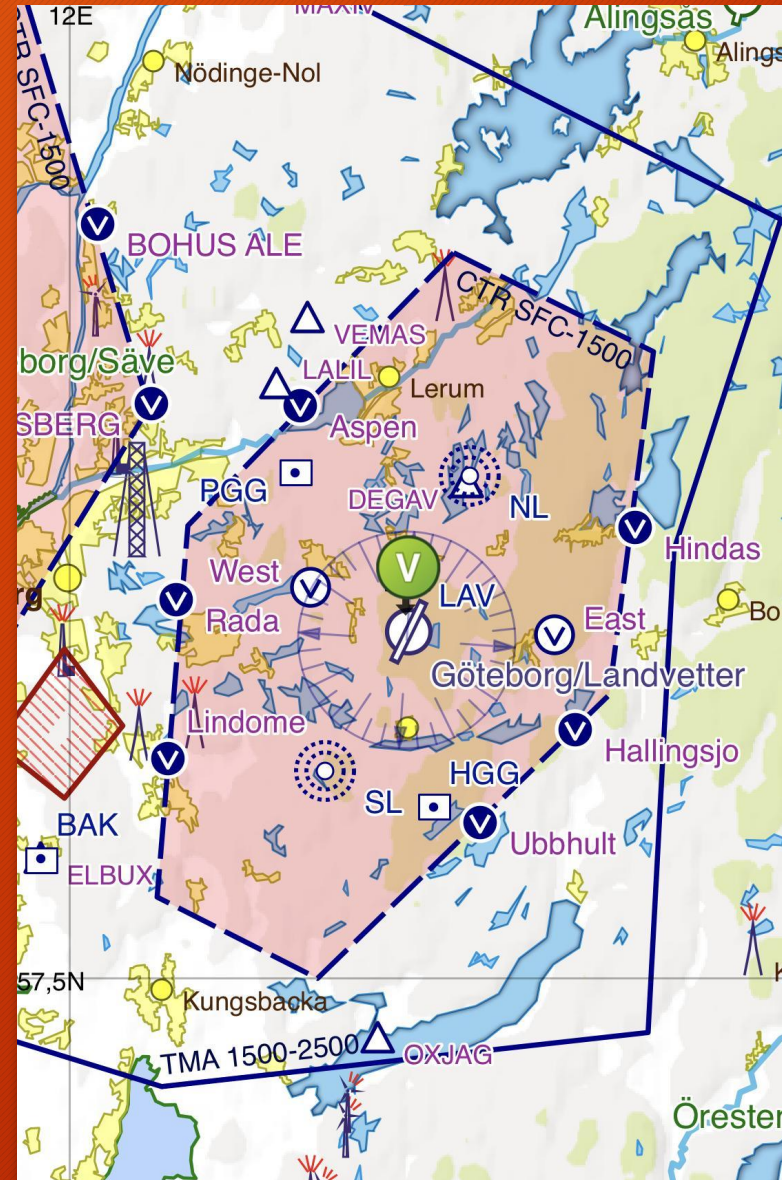 12E
MAXIV
Alingsås
Alings
Nödinge-Nol
CTR SFC-1500
BOHUS ALE
CTR SFC-1500
VEMAS
borg/Säve
LALIL
Lerum
SBERG
Aspen
PGG
DEGAV
NL
Hindas
West
V
LAV
rg
Rada
East
Bo
Göteborg/Landvetter
Lindome
Hallingsjo
HGG
SL
BAK
Ubbhult
ELBUX
57,5N
Kungsbacka
K
TMA 1500-2500
OXJAG
Örester